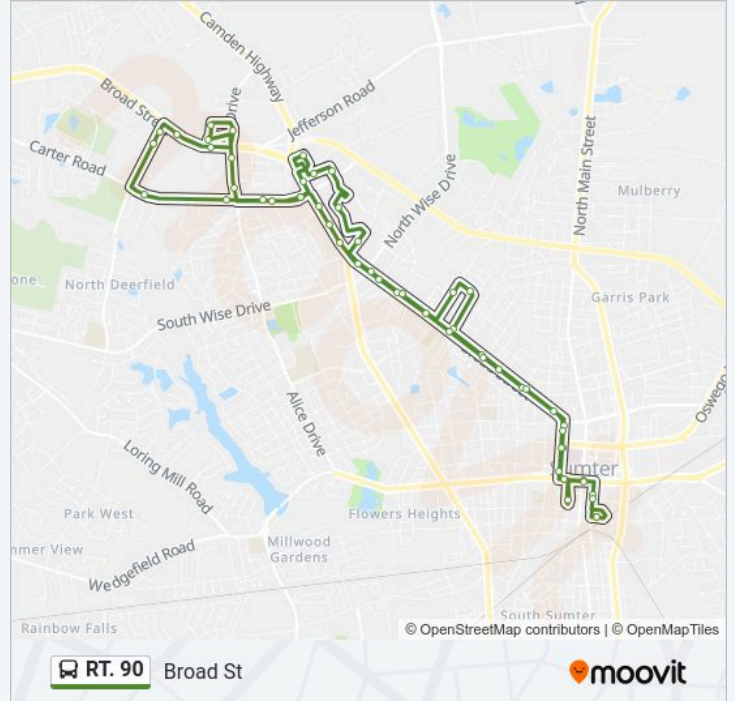 Camden Highway
Broad Stre
Drive
Jefferson Road
Carter Road
North Wise Drive
North Main Street
Mulberry
one
North Deerfield
Garris Park
South Wise Drive
Alice Drive
Oswego
Sumter
Loring Mill Road
Park West
Flowers Heights
nmer View
Millwood
Gardens
Wedgefield Road
South Sumter
Rainbow Falls
© OpenStreetMap contributors | © OpenMapTiles
RT. 90 Broad St
moovit